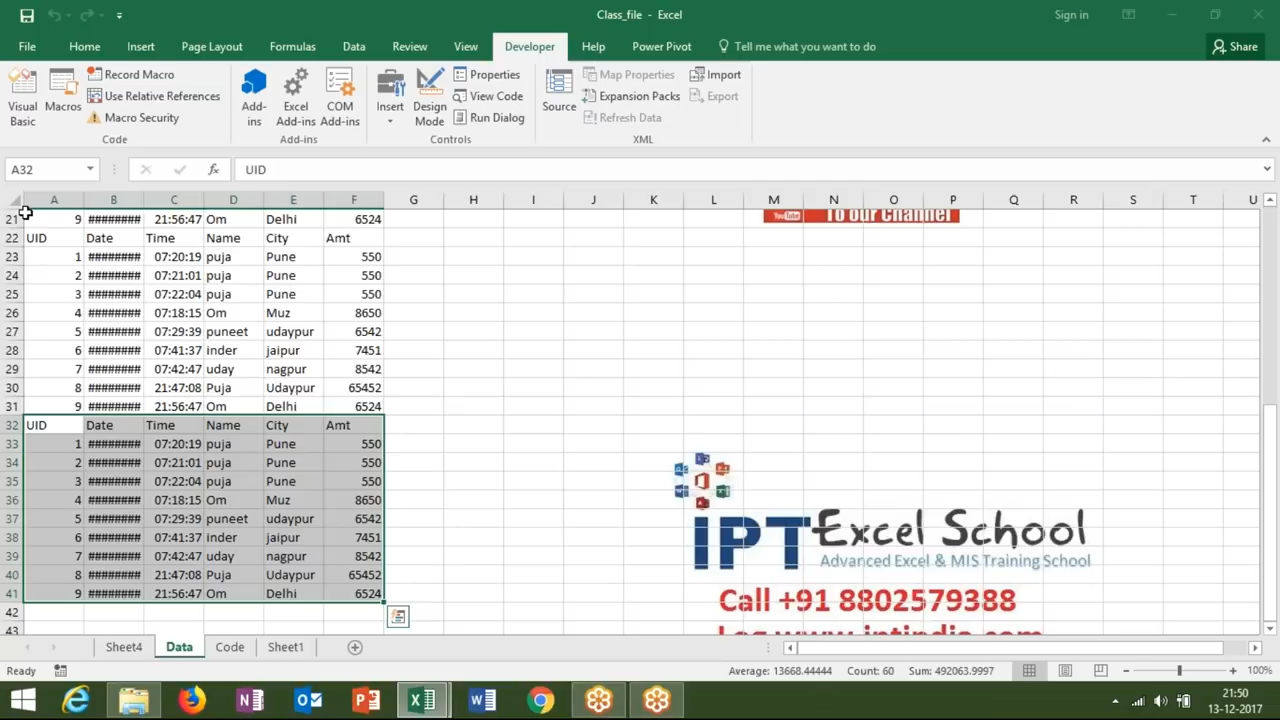 Class_file - Excel
Sign in
File Home Insert Page Layout Formulas Data Review View Developer Help Power Pivot Tell me what you want to do Share
Visual Basic
Macros
Record Macro
Use Relative References
Macro Security
Code
Add-ins
Excel Add-ins
COM Add-ins
Add-ins
Insert
Design Mode
Properties
View Code
Run Dialog
Controls
Source
Map Properties
Expansion Packs
Refresh Data
Import
Export
XML
A32 fx UID
A B C D E F G H I J K L M N O P Q R S T U
21 9 ######## 21:56:47 Om Delhi 6524
YouTube To our Channel
22 UID Date Time Name City Amt
23 1 ######## 07:20:19 puja Pune 550
24 2 ######## 07:21:01 puja Pune 550
25 3 ######## 07:22:04 puja Pune 550
26 4 ######## 07:18:15 Om Muz 8650
27 5 ######## 07:29:39 puneet udaypur 6542
28 6 ######## 07:41:37 inder jaipur 7451
29 7 ######## 07:42:47 uday nagpur 8542
30 8 ######## 21:47:08 Puja Udaypur 65452
31 9 ######## 21:56:47 Om Delhi 6524
32 UID Date Time Name City Amt
33 1 ######## 07:20:19 puja Pune 550
34 2 ######## 07:21:01 puja Pune 550
35 3 ######## 07:22:04 puja Pune 550
36 4 ######## 07:18:15 Om Muz 8650
37 5 ######## 07:29:39 puneet udaypur 6542
38 6 ######## 07:41:37 inder jaipur 7451
39 7 ######## 07:42:47 uday nagpur 8542
40 8 ######## 21:47:08 Puja Udaypur 65452
41 9 ######## 21:56:47 Om Delhi 6524
42
43
IPT Excel School
Advanced Excel & MIS Training School
Call +91 8802579388
Log www.iptindia.com
Sheet4 Data Code Sheet1
Ready Average: 13668.44444 Count: 60 Sum: 492063.9997 100%
21:50
13-12-2017